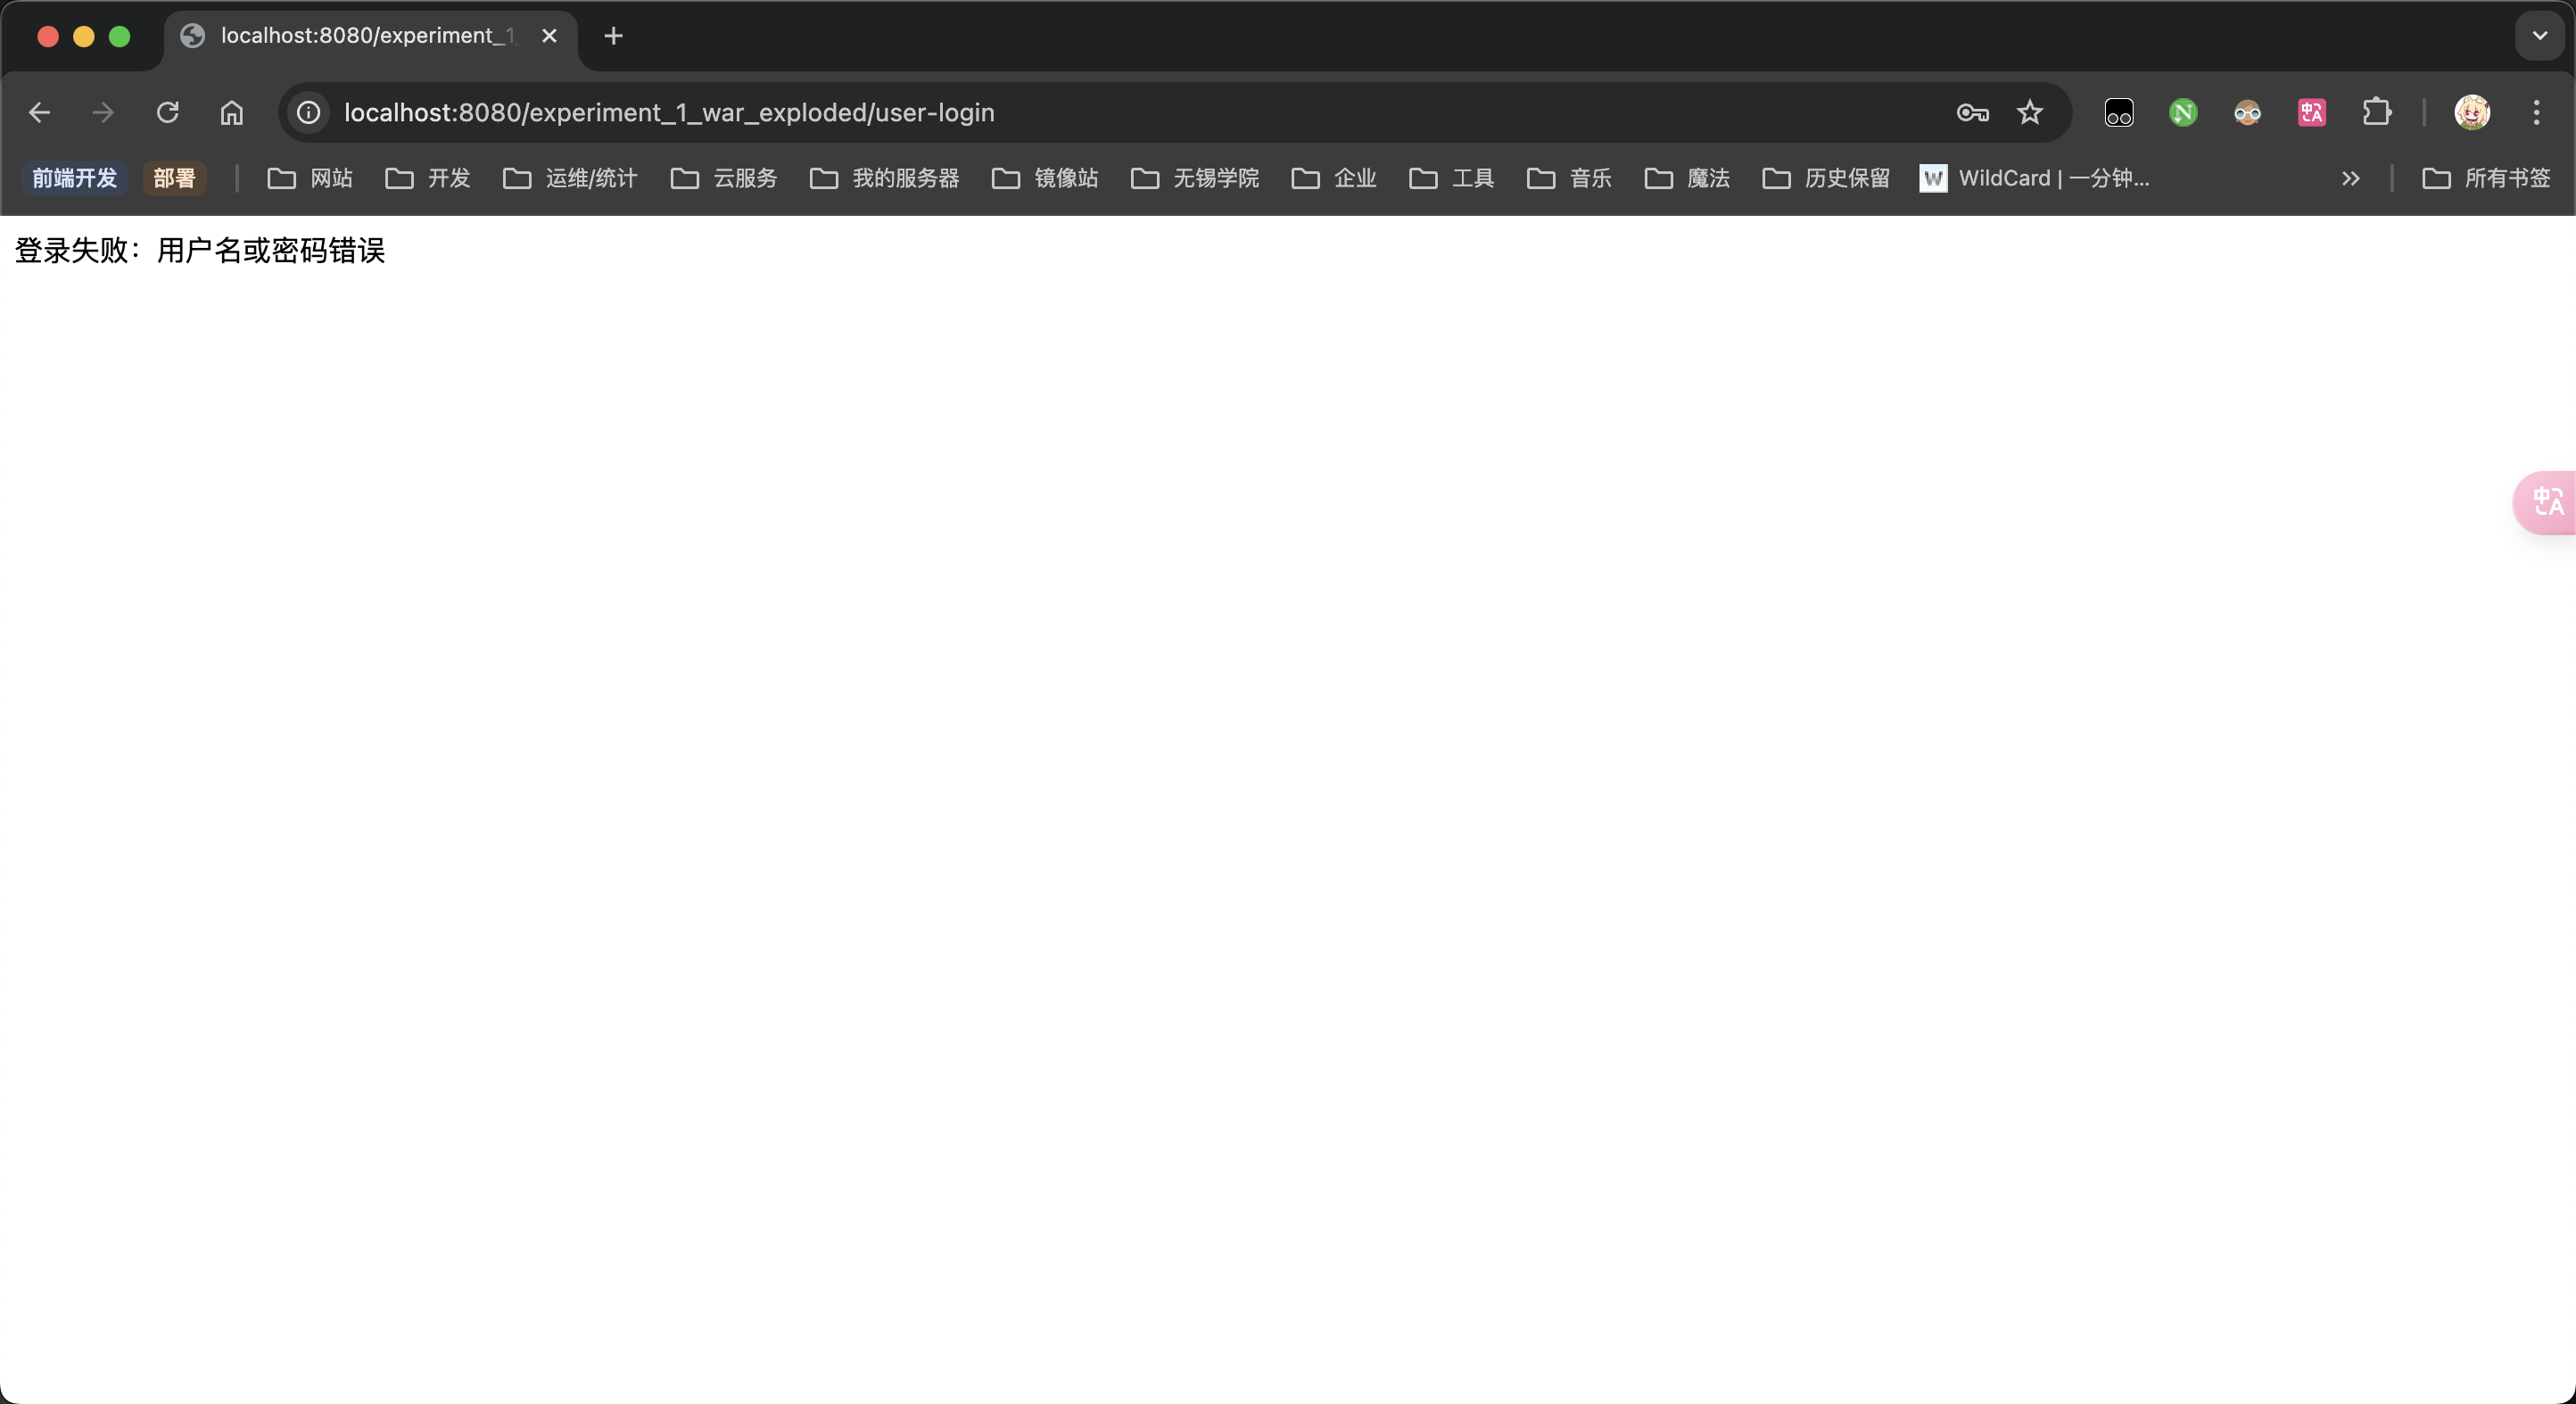 localhost:8080/experiment_1
localhost:8080/experiment_1_war_exploded/user-login
前端开发 部署 网站 开发 运维/统计 云服务 我的服务器 镜像站 无锡学院 企业 工具 音乐 魔法 历史保留 W WildCard | 一分钟... 所有书签
登录失败：用户名或密码错误